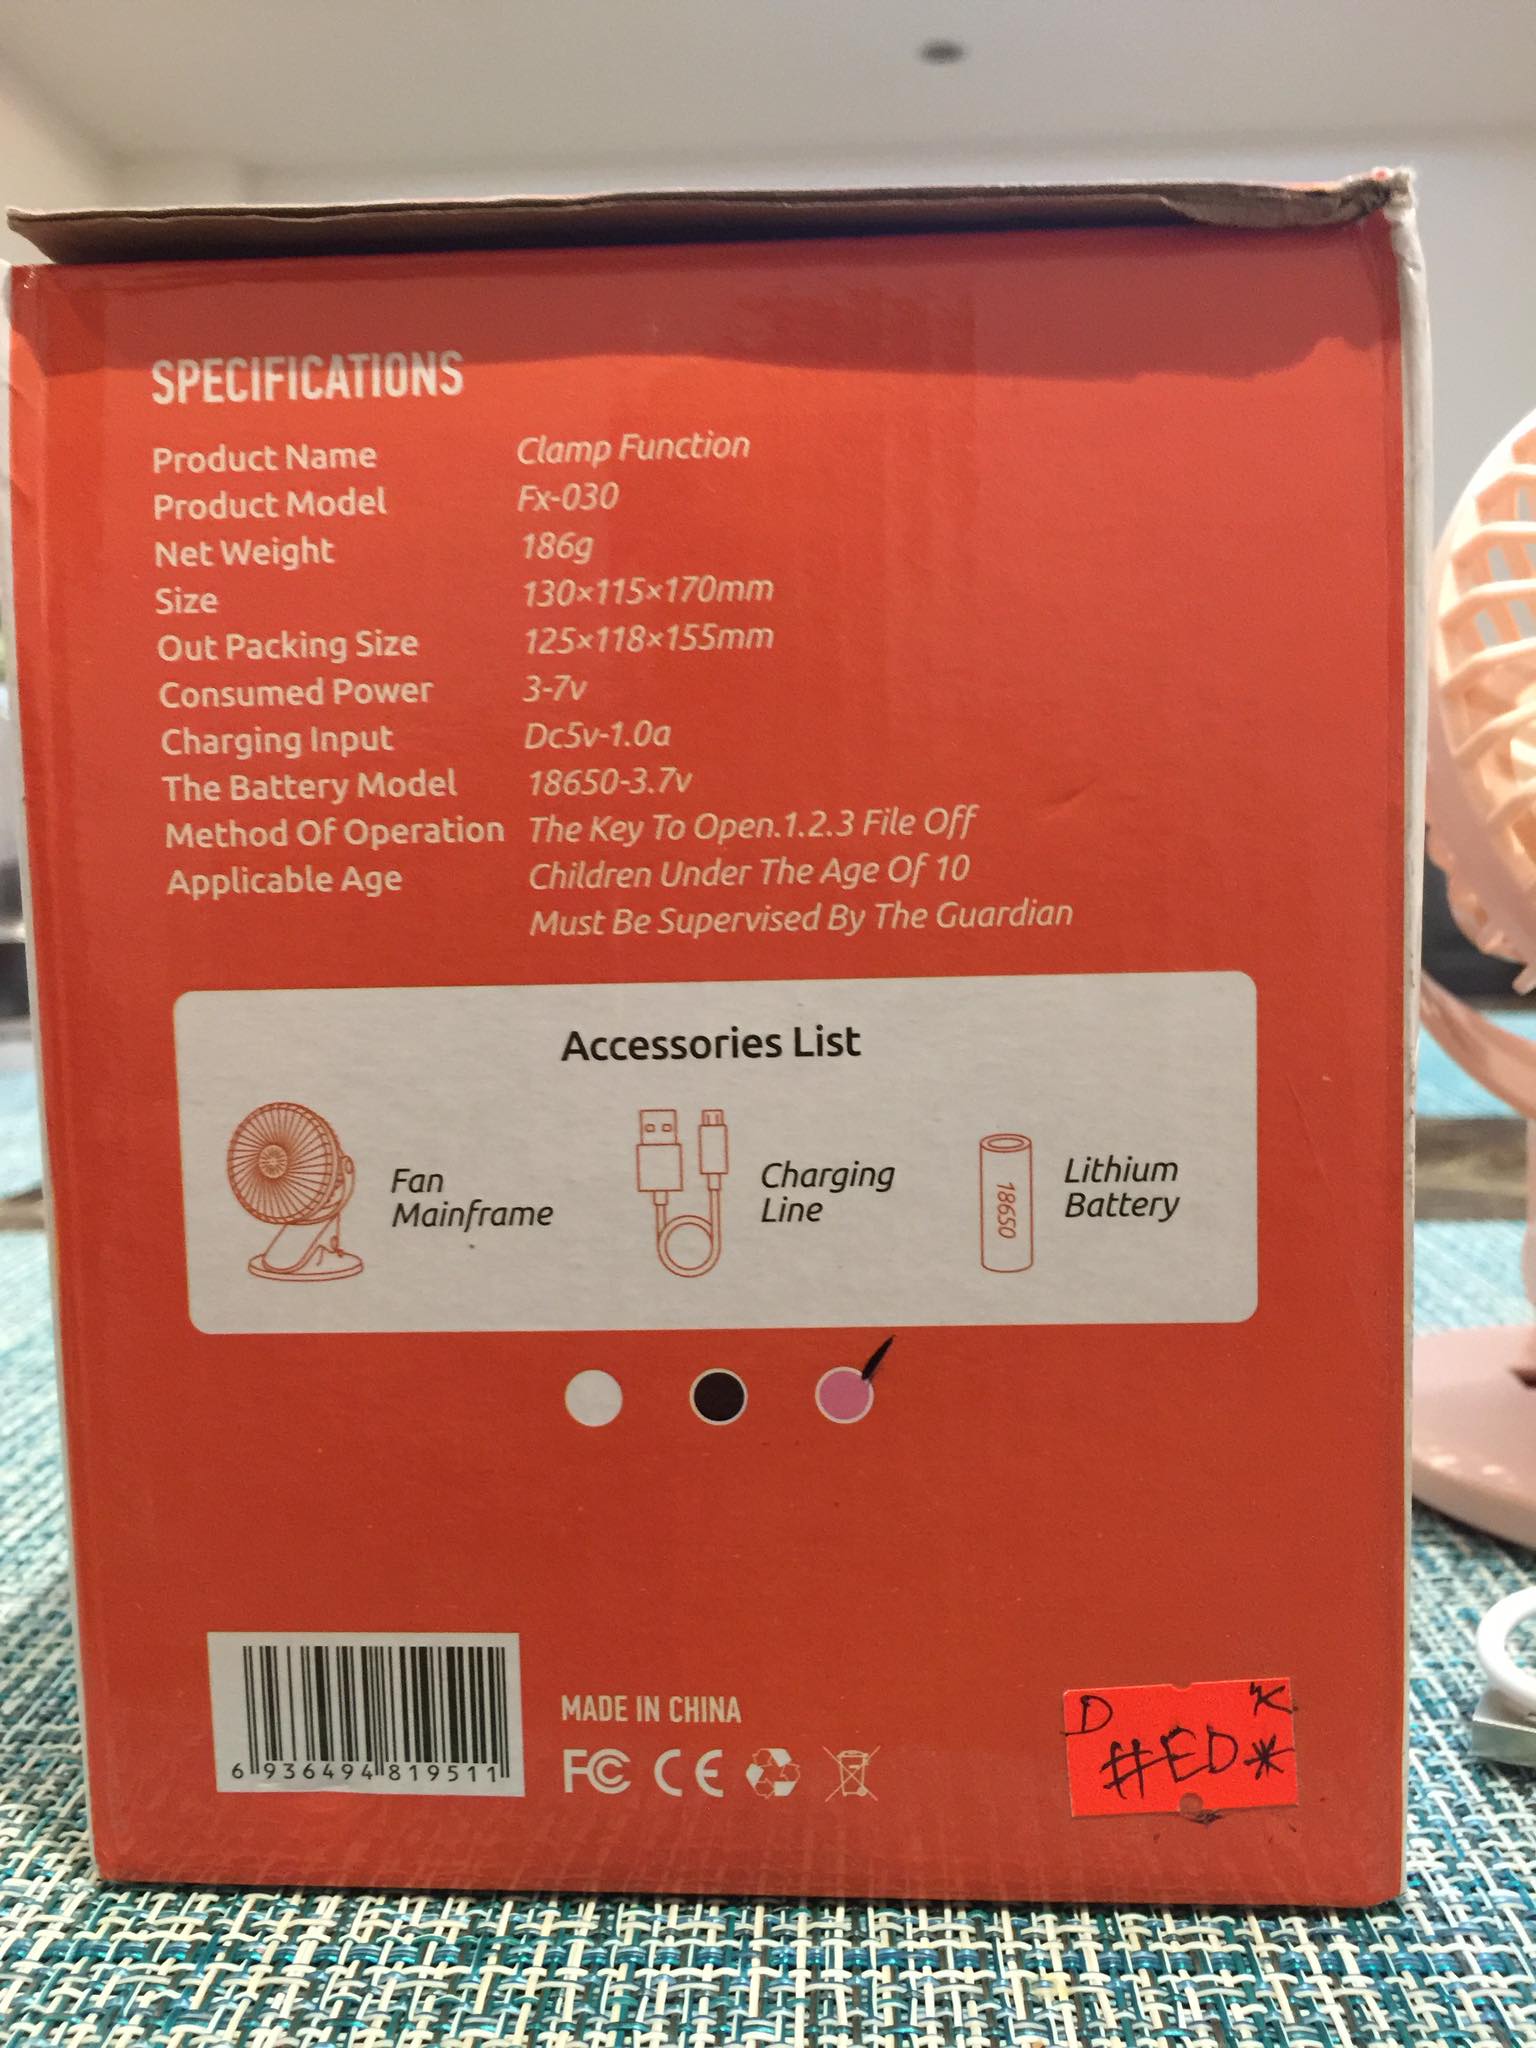 SPECIFICATIONS
Product Name Clamp Function
Product Model Fx-030
Net Weight 186g
Size 130×115×170mm
Out Packing Size 125×118×155mm
Consumed Power 3-7v
Charging Input Dc5v-1.0a
The Battery Model 18650-3.7v
Method Of Operation The Key To Open.1.2.3 File Off
Applicable Age Children Under The Age Of 10
Must Be Supervised By The Guardian
Accessories List
Fan
Mainframe
Charging
Line
18650
Lithium
Battery
6 936494 819511
MADE IN CHINA
FC CE
D K
#ED*